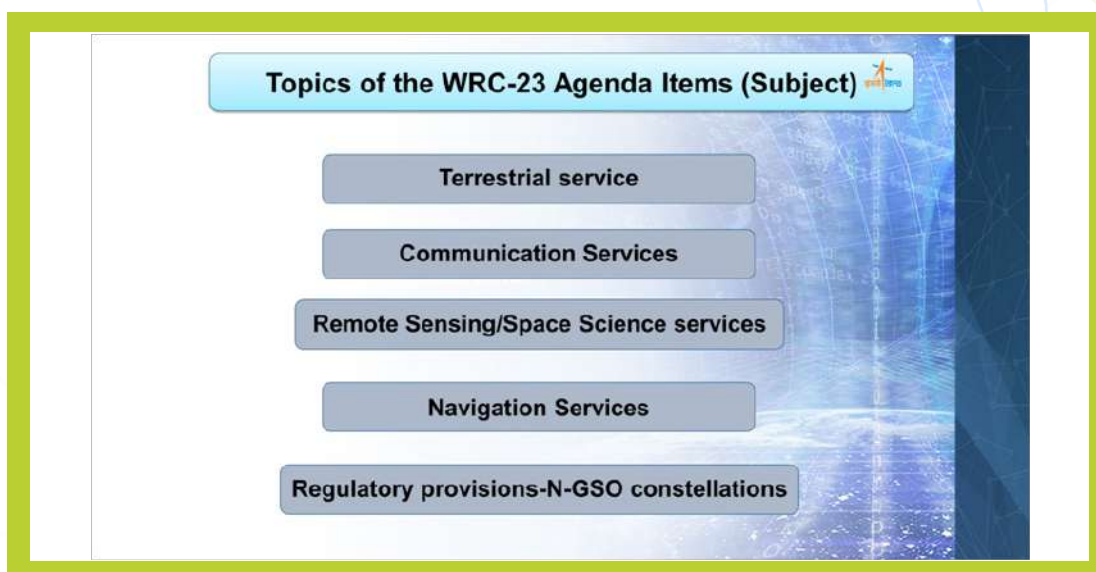 Topics of the WRC-23 Agenda Items (Subject)
Terrestrial service
Communication Services
Remote Sensing/Space Science services
Navigation Services
Regulatory provisions-N-GSO constellations